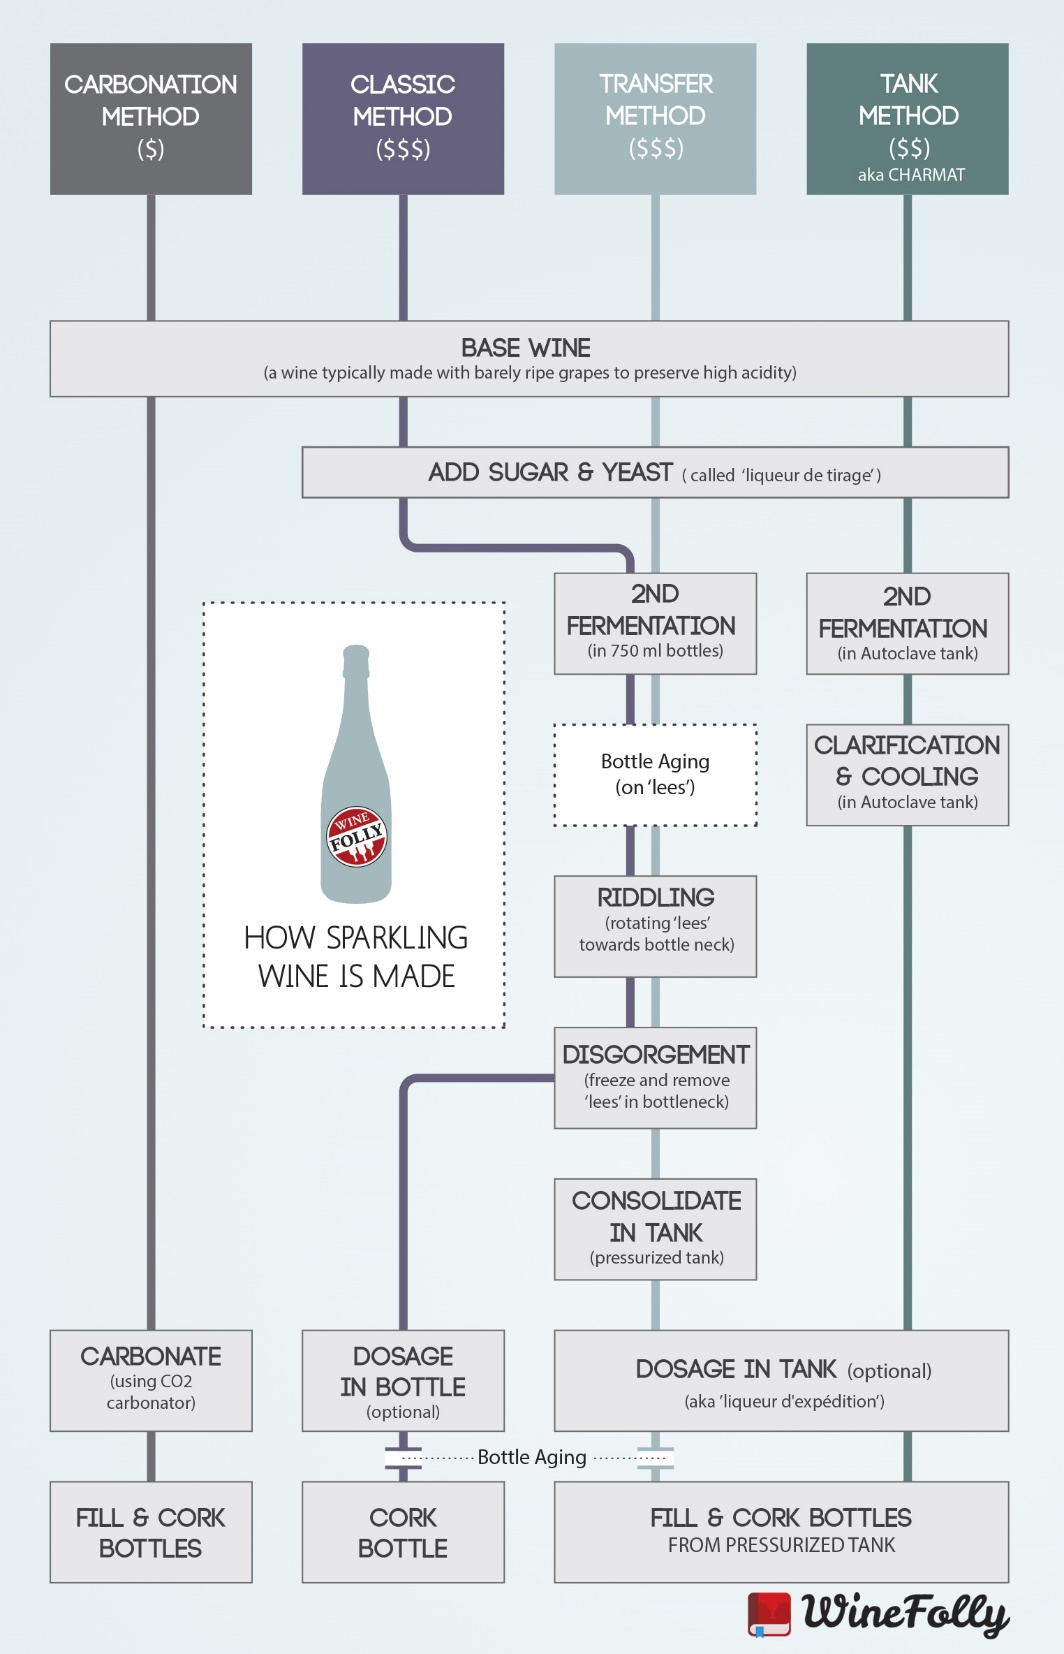 CARBONATION
METHOD
($)
CLASSIC
METHOD
($$$)
TRANSFER
METHOD
($$$)
TANK
METHOD
($$)
aka CHARMAT
BASE WINE
(a wine typically made with barely ripe grapes to preserve high acidity)
ADD SUGAR & YEAST ( called ‘liqueur de tirage’ )
2ND
FERMENTATION
(in 750 ml bottles)
2ND
FERMENTATION
(in Autoclave tank)
Bottle Aging
(on ‘lees’)
CLARIFICATION
& COOLING
(in Autoclave tank)
WINE
FOLLY
HOW SPARKLING
WINE IS MADE
RIDDLING
(rotating ‘lees’
towards bottle neck)
DISGORGEMENT
(freeze and remove
‘lees’ in bottleneck)
CONSOLIDATE
IN TANK
(pressurized tank)
CARBONATE
(using CO2
carbonator)
DOSAGE
IN BOTTLE
(optional)
DOSAGE IN TANK (optional)
(aka ’liqueur d'expédition’)
Bottle Aging
FILL & CORK
BOTTLES
CORK
BOTTLE
FILL & CORK BOTTLES
FROM PRESSURIZED TANK
WineFolly